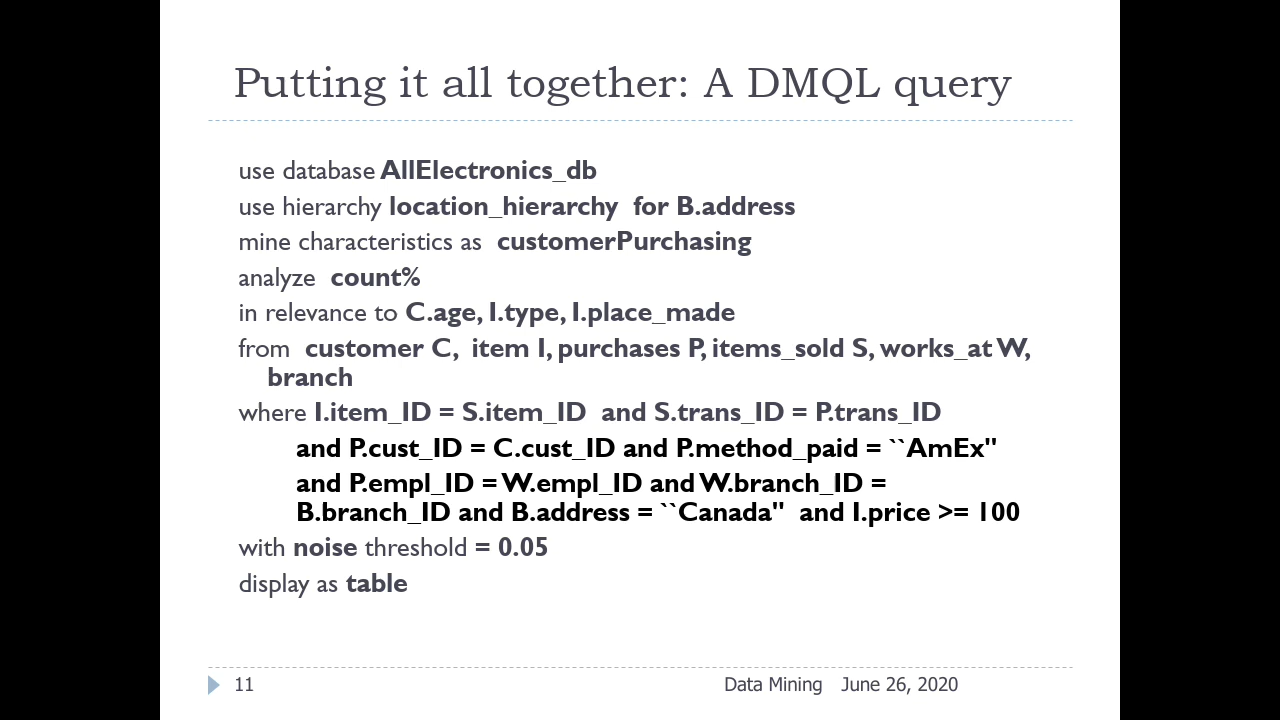 Putting it all together: A DMQL query
use database AllElectronics_db
use hierarchy location_hierarchy for B.address
mine characteristics as customerPurchasing
analyze count%
in relevance to C.age, I.type, I.place_made
from customer C, item I, purchases P, items_sold S, works_at W,
branch
where I.item_ID = S.item_ID and S.trans_ID = P.trans_ID
and P.cust_ID = C.cust_ID and P.method_paid = ``AmEx"
and P.empl_ID = W.empl_ID and W.branch_ID =
B.branch_ID and B.address = ``Canada" and I.price >= 100
with noise threshold = 0.05
display as table
11 Data Mining June 26, 2020